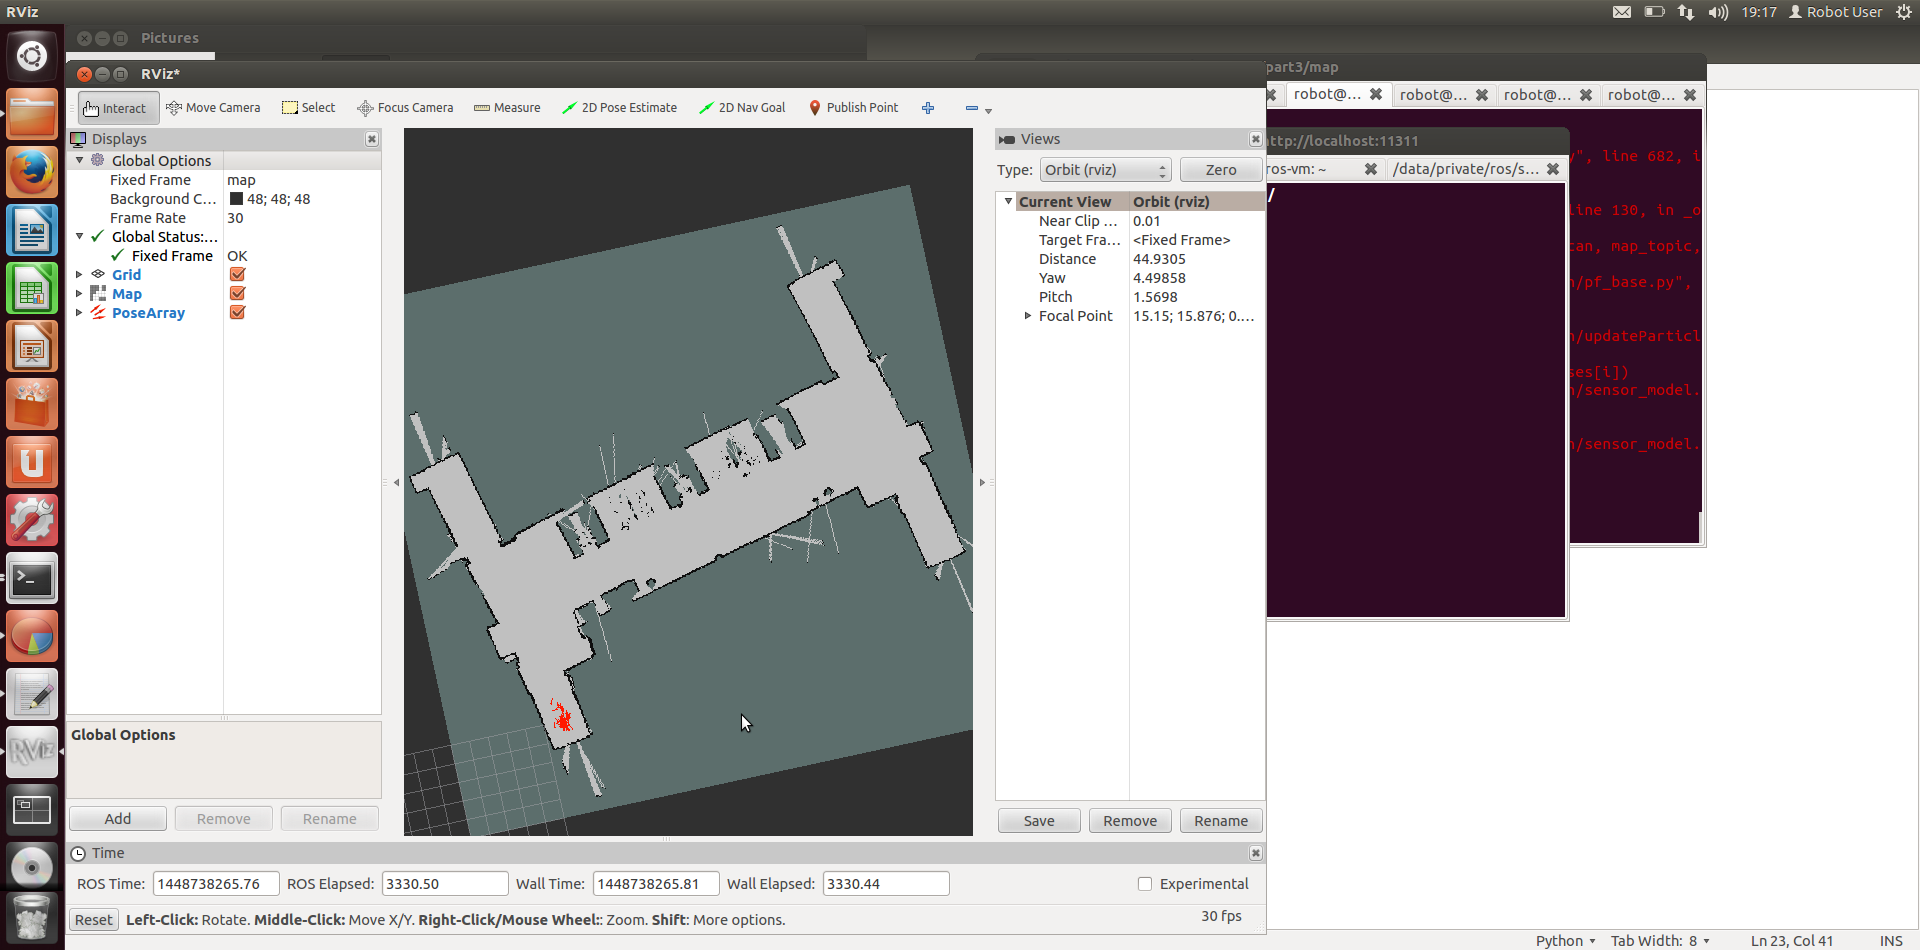 RViz
19:17 Robot User
Pictures
RViz*
part3/map
Interact Move Camera Select Focus Camera Measure 2D Pose Estimate 2D Nav Goal Publish Point
robot@... robot@... robot@... robot@...
Displays
Views
http://localhost:11311
Global Options
Fixed Frame map
Background C... 48; 48; 48
Frame Rate 30
Global Status:...
Fixed Frame OK
Grid
Map
PoseArray
Type: Orbit (rviz) Zero
Current View Orbit (rviz)
Near Clip ... 0.01
Target Fra... <Fixed Frame>
Distance 44.9305
Yaw 4.49858
Pitch 1.5698
Focal Point 15.15; 15.876; 0....
ros-vm: ~ /data/private/ros/s...
/
y", line 682, i
line 130, in _o
can, map_topic,
n/pf_base.py",
n/updateParticl
ses[i])
n/sensor_model.
n/sensor_model.
Global Options
Add Remove Rename
Save Remove Rename
Time
ROS Time: 1448738265.76 ROS Elapsed: 3330.50 Wall Time: 1448738265.81 Wall Elapsed: 3330.44 Experimental
Reset Left-Click: Rotate. Middle-Click: Move X/Y. Right-Click/Mouse Wheel:: Zoom. Shift: More options. 30 fps
Python Tab Width: 8 Ln 23, Col 41 INS